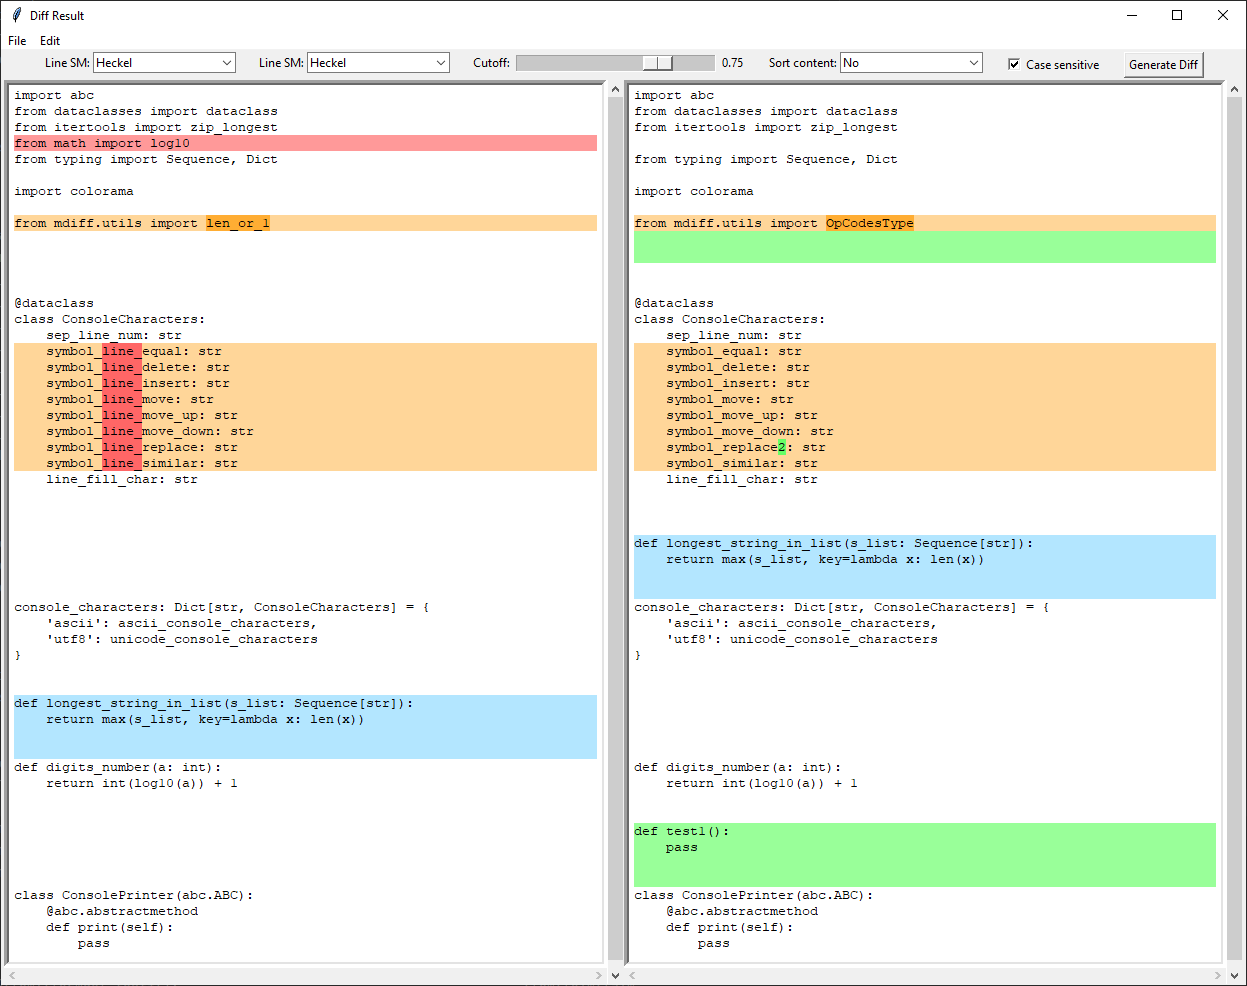 Diff Result
File Edit
Line SM: Heckel Line SM: Heckel Cutoff: 0.75 Sort content: No Case sensitive Generate Diff
import abc
from dataclasses import dataclass
from itertools import zip_longest
from math import log10
from typing import Sequence, Dict
import colorama
from mdiff.utils import len_or_1
@dataclass
class ConsoleCharacters:
    sep_line_num: str
    symbol_line_equal: str
    symbol_line_delete: str
    symbol_line_insert: str
    symbol_line_move: str
    symbol_line_move_up: str
    symbol_line_move_down: str
    symbol_line_replace: str
    symbol_line_similar: str
    line_fill_char: str
console_characters: Dict[str, ConsoleCharacters] = {
    'ascii': ascii_console_characters,
    'utf8': unicode_console_characters
}
def longest_string_in_list(s_list: Sequence[str]):
    return max(s_list, key=lambda x: len(x))
def digits_number(a: int):
    return int(log10(a)) + 1
class ConsolePrinter(abc.ABC):
    @abc.abstractmethod
    def print(self):
        pass
import abc
from dataclasses import dataclass
from itertools import zip_longest
from typing import Sequence, Dict
import colorama
from mdiff.utils import OpCodesType
@dataclass
class ConsoleCharacters:
    sep_line_num: str
    symbol_equal: str
    symbol_delete: str
    symbol_insert: str
    symbol_move: str
    symbol_move_up: str
    symbol_move_down: str
    symbol_replace2: str
    symbol_similar: str
    line_fill_char: str
def longest_string_in_list(s_list: Sequence[str]):
    return max(s_list, key=lambda x: len(x))
console_characters: Dict[str, ConsoleCharacters] = {
    'ascii': ascii_console_characters,
    'utf8': unicode_console_characters
}
def digits_number(a: int):
    return int(log10(a)) + 1
def test1():
    pass
class ConsolePrinter(abc.ABC):
    @abc.abstractmethod
    def print(self):
        pass